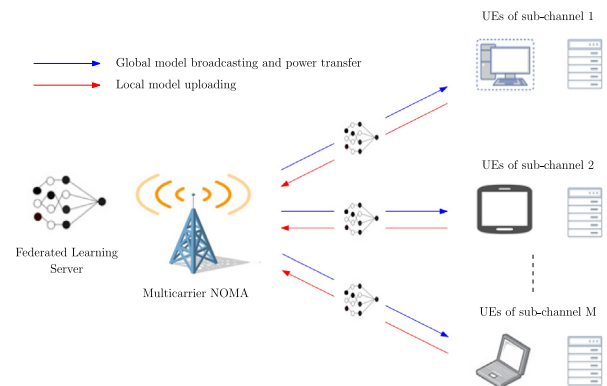 UEs of sub-channel 1
Global model broadcasting and power transfer
Local model uploading
UEs of sub-channel 2
Federated Learning
Server
Multicarrier NOMA
UEs of sub-channel M